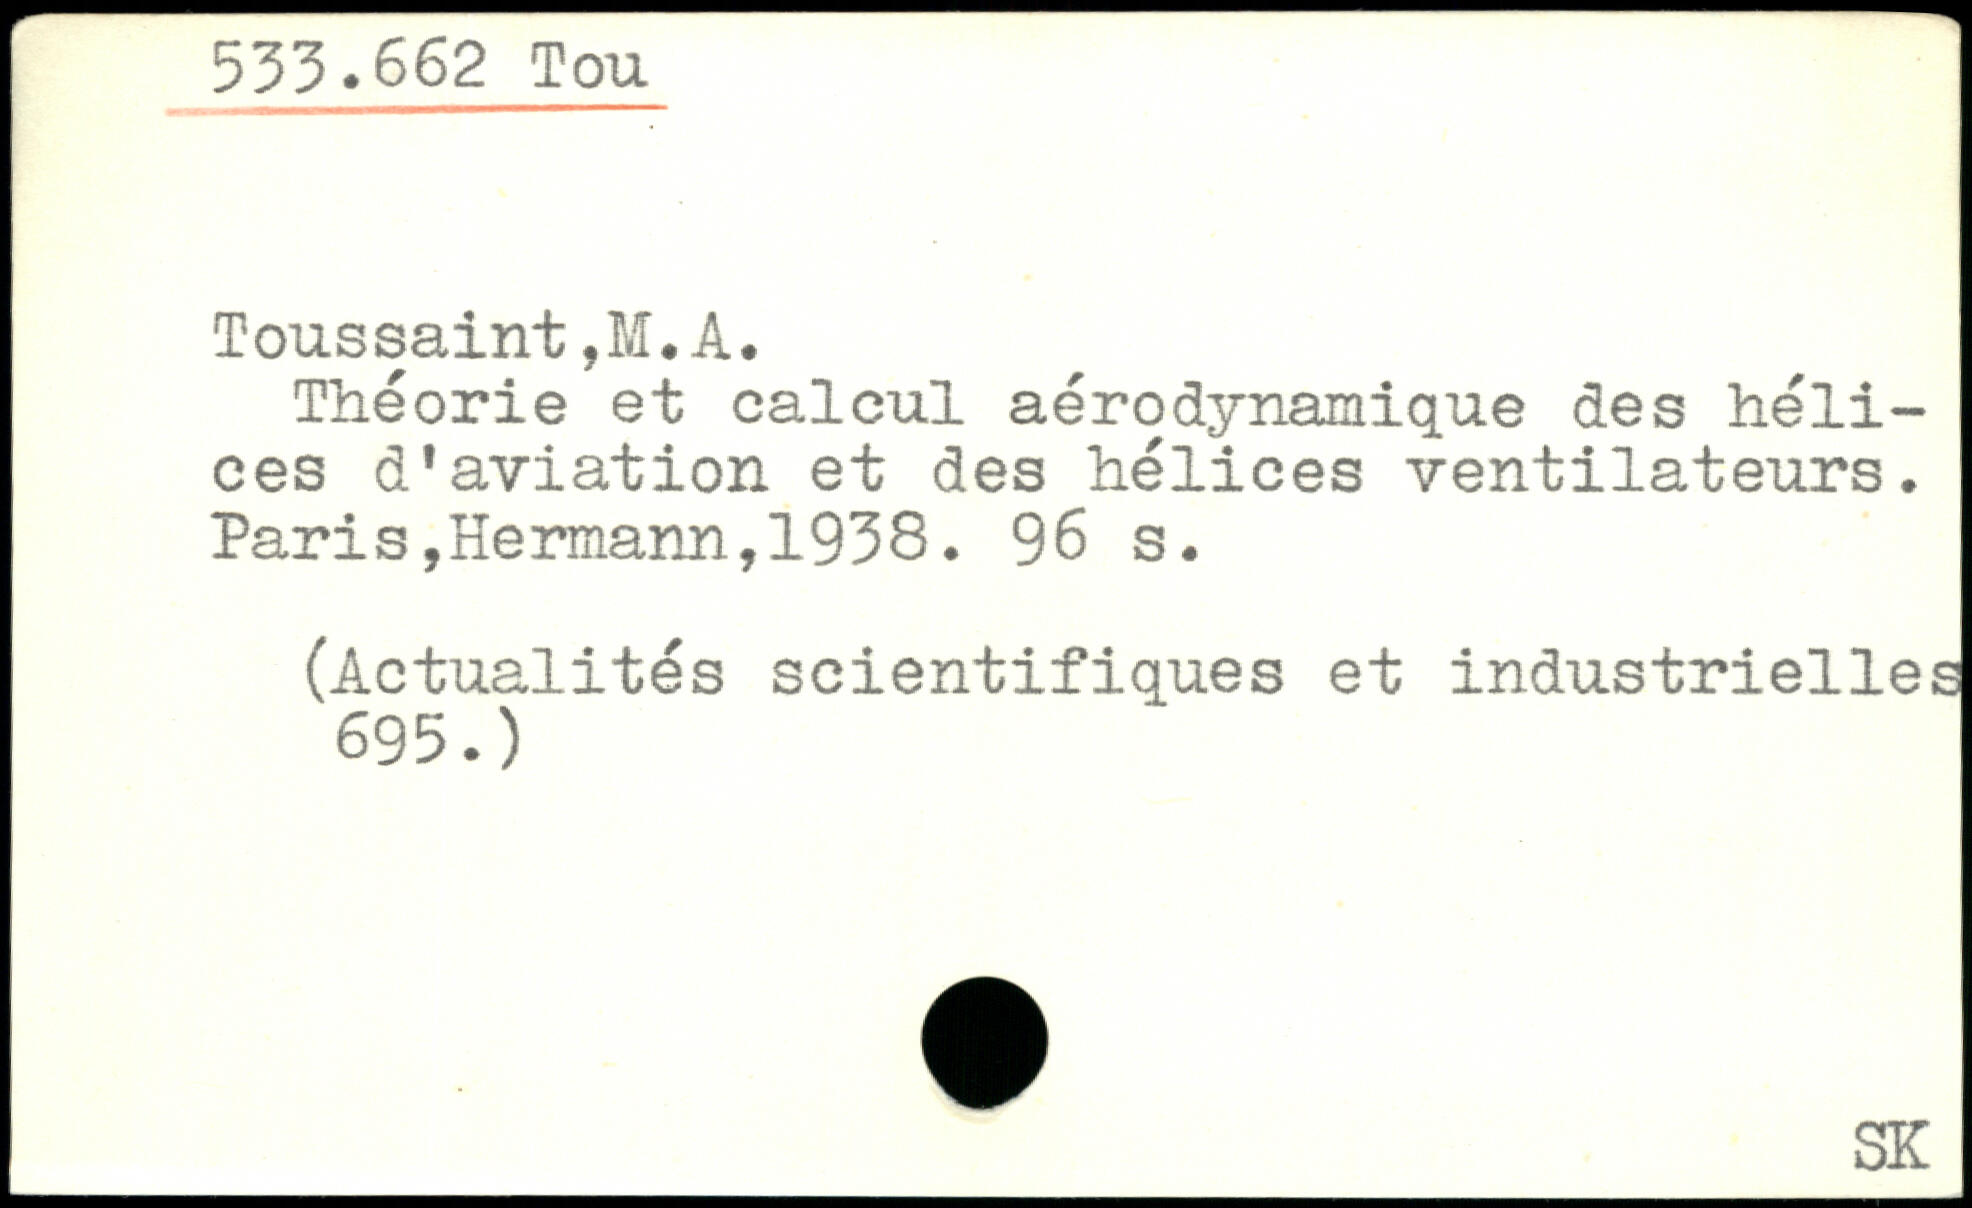 533.662 Tou
Toussaint,M.A.
Théorie et calcul aérodynamique des héli-
ces d'aviation et des hélices ventilateurs.
Paris,Hermann,1938. 96 s.
(Actualités scientifiques et industrielles
695.)
SK